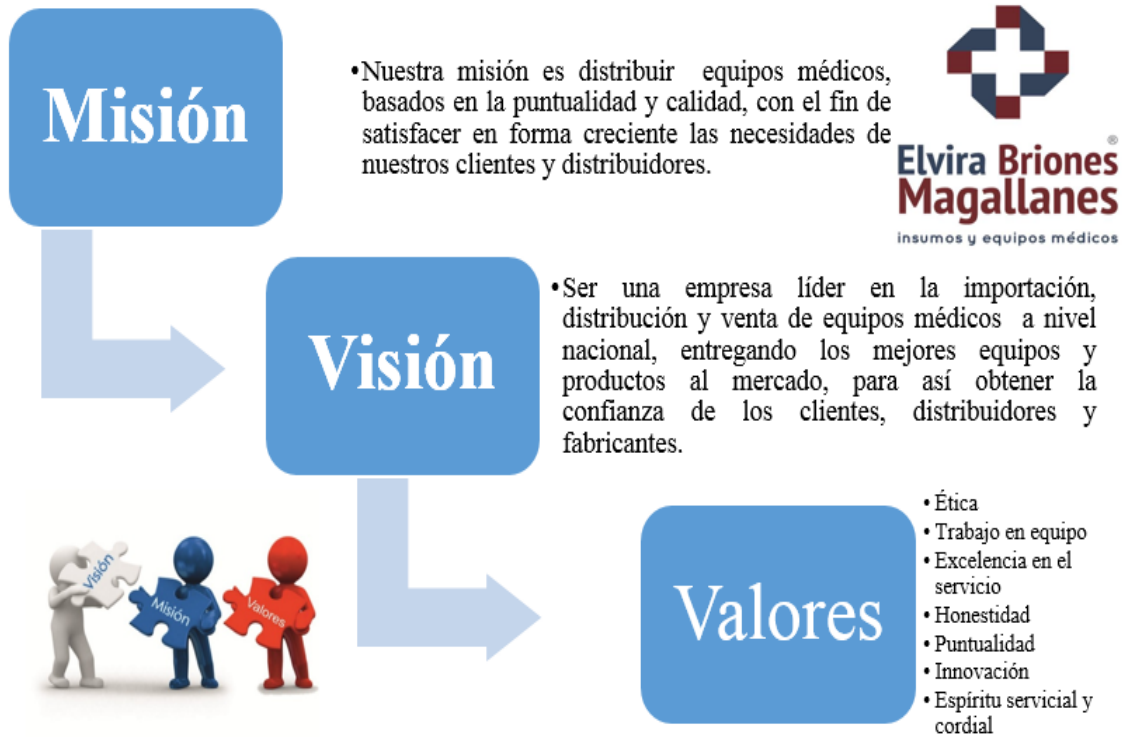 Misión
•Nuestra misión es distribuir equipos médicos,
basados en la puntualidad y calidad, con el fin de
satisfacer en forma creciente las necesidades de
nuestros clientes y distribuidores.
Elvira Briones®
Magallanes
insumos y equipos médicos
Visión
•Ser una empresa líder en la importación,
distribución y venta de equipos médicos a nivel
nacional, entregando los mejores equipos y
productos al mercado, para así obtener la
confianza de los clientes, distribuidores y
fabricantes.
Visión
Misión
Valores
Valores
•Ética
•Trabajo en equipo
•Excelencia en el
servicio
•Honestidad
•Puntualidad
•Innovación
•Espíritu servicial y
cordial